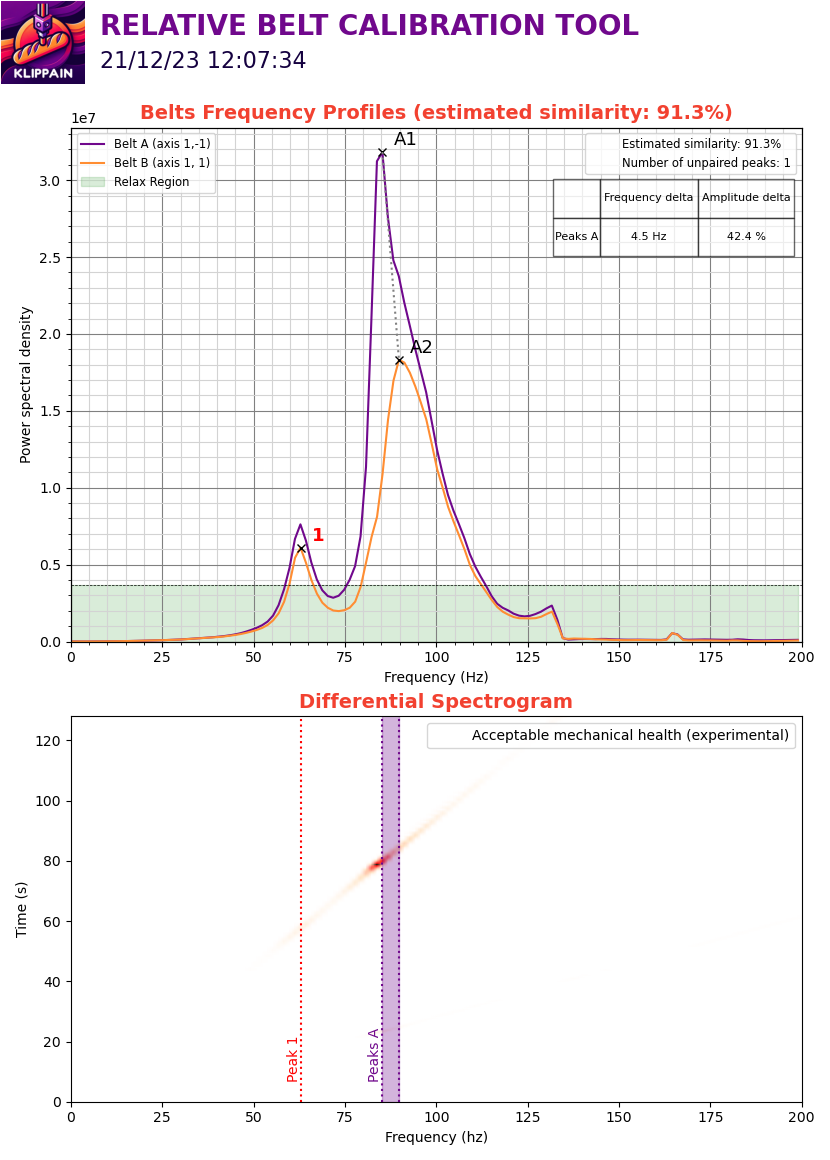 KLIPPAIN
RELATIVE BELT CALIBRATION TOOL
21/12/23 12:07:34
Belts Frequency Profiles (estimated similarity: 91.3%)
1e7
Belt A (axis 1,-1)
Belt B (axis 1, 1)
Relax Region
Estimated similarity: 91.3%
Number of unpaired peaks: 1
Frequency delta Amplitude delta
Peaks A 4.5 Hz 42.4 %
A1
A2
1
Power spectral density
3.0
2.5
2.0
1.5
1.0
0.5
0.0
0 25 50 75 100 125 150 175 200
Frequency (Hz)
Differential Spectrogram
Acceptable mechanical health (experimental)
Time (s)
120
100
80
60
40
20
0
Peak 1
Peaks A
0 25 50 75 100 125 150 175 200
Frequency (hz)